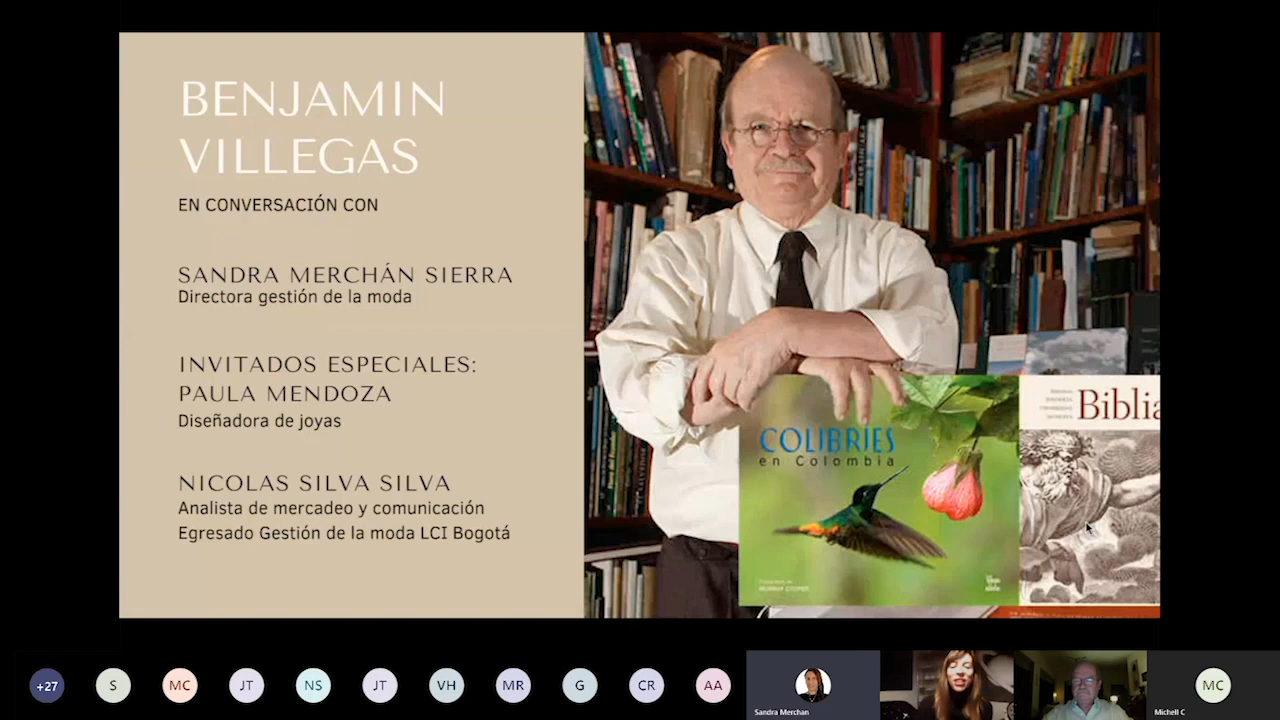 BENJAMIN
VILLEGAS
EN CONVERSACIÓN CON
SANDRA MERCHÁN SIERRA
Directora gestión de la moda
INVITADOS ESPECIALES:
PAULA MENDOZA
Diseñadora de joyas
NICOLAS SILVA SILVA
Analista de mercadeo y comunicación
Egresado Gestión de la moda LCI Bogotá
COLIBRIES
en Colombia
Biblia
+27
S
MC
JT
NS
JT
VH
MR
G
CR
AA
Sandra Merchan
MC
Michell C